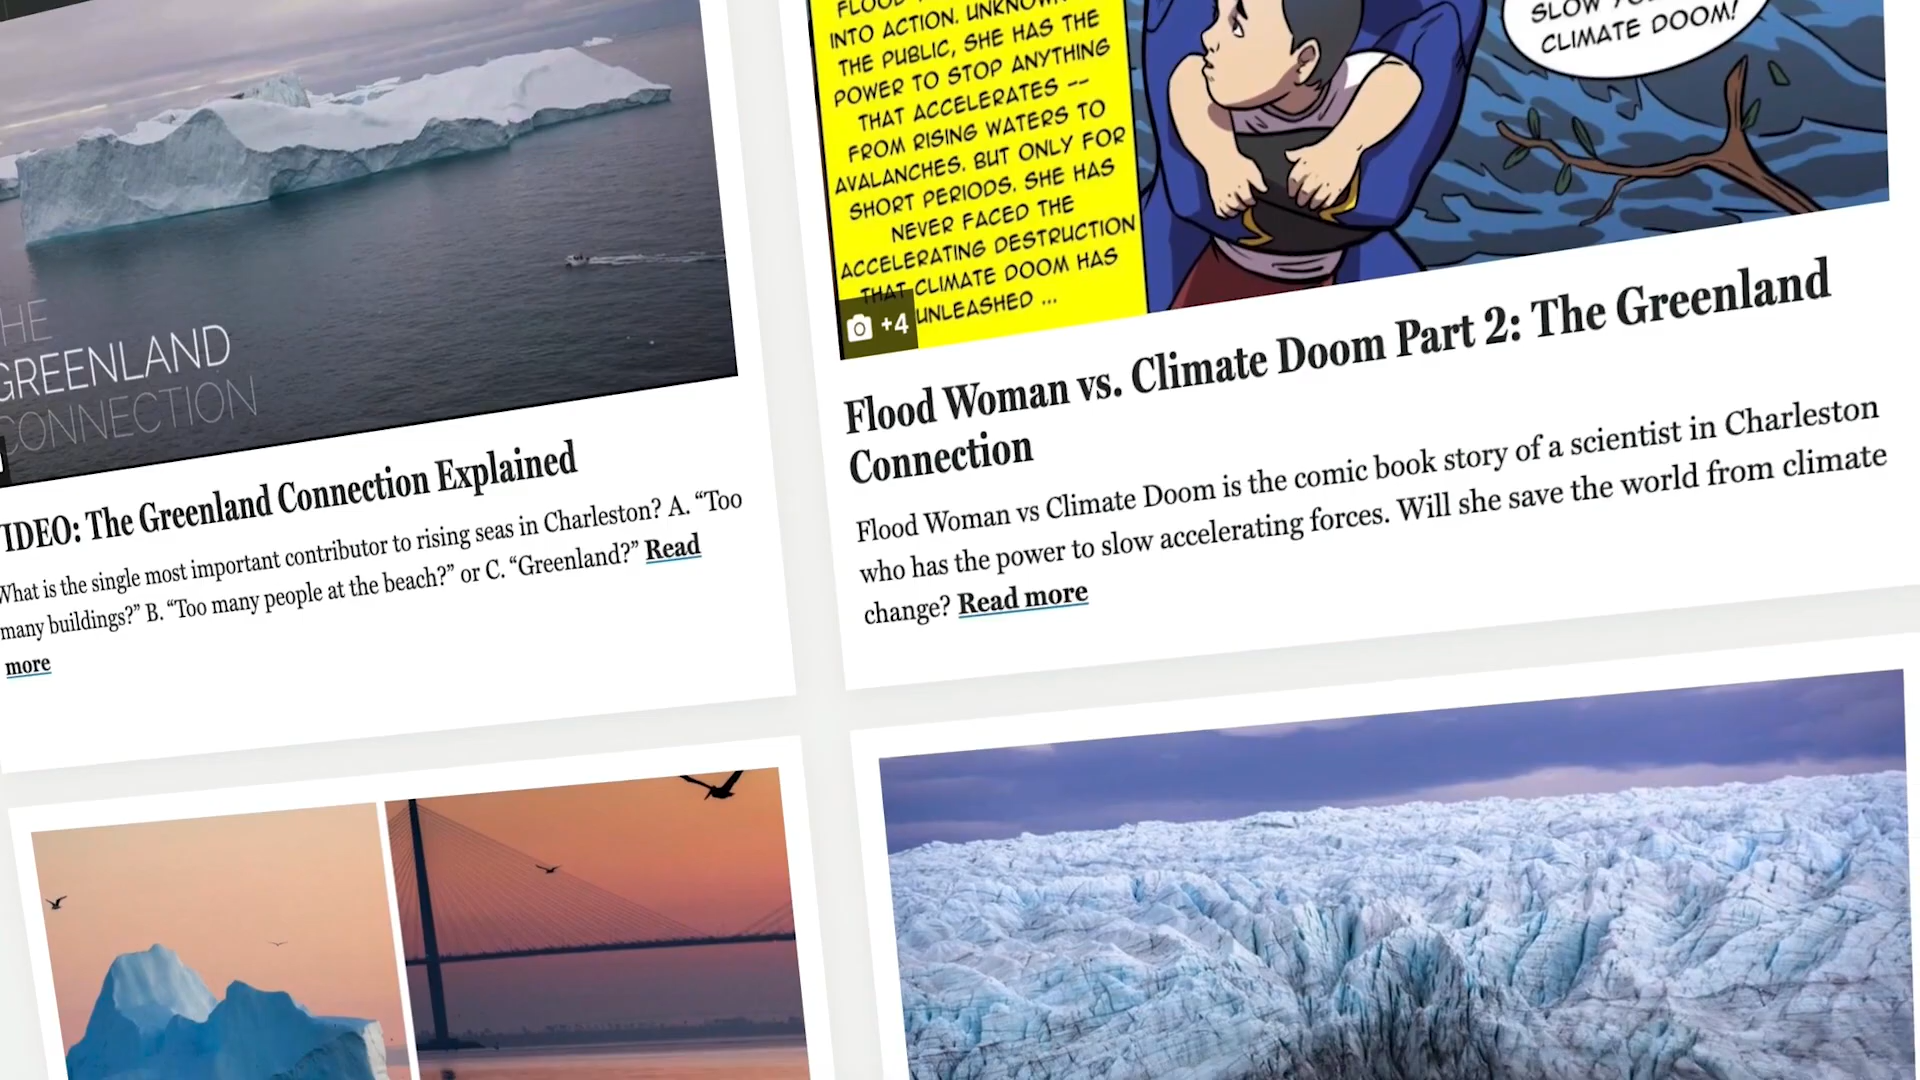 HE
GREENLAND
CONNECTION
IDEO: The Greenland Connection Explained
What is the single most important contributor to rising seas in Charleston? A. “Too
many buildings?” B. “Too many people at the beach?” or C. “Greenland?” Read
more
FLOOD
INTO ACTION. UNKNOWN
THE PUBLIC, SHE HAS THE
POWER TO STOP ANYTHING
THAT ACCELERATES --
FROM RISING WATERS TO
AVALANCHES. BUT ONLY FOR
SHORT PERIODS. SHE HAS
NEVER FACED THE
ACCELERATING DESTRUCTION
THAT CLIMATE DOOM HAS
UNLEASHED ...
+4
SLOW
CLIMATE DOOM!
Flood Woman vs. Climate Doom Part 2: The Greenland
Connection
Flood Woman vs Climate Doom is the comic book story of a scientist in Charleston
who has the power to slow accelerating forces. Will she save the world from climate
change? Read more